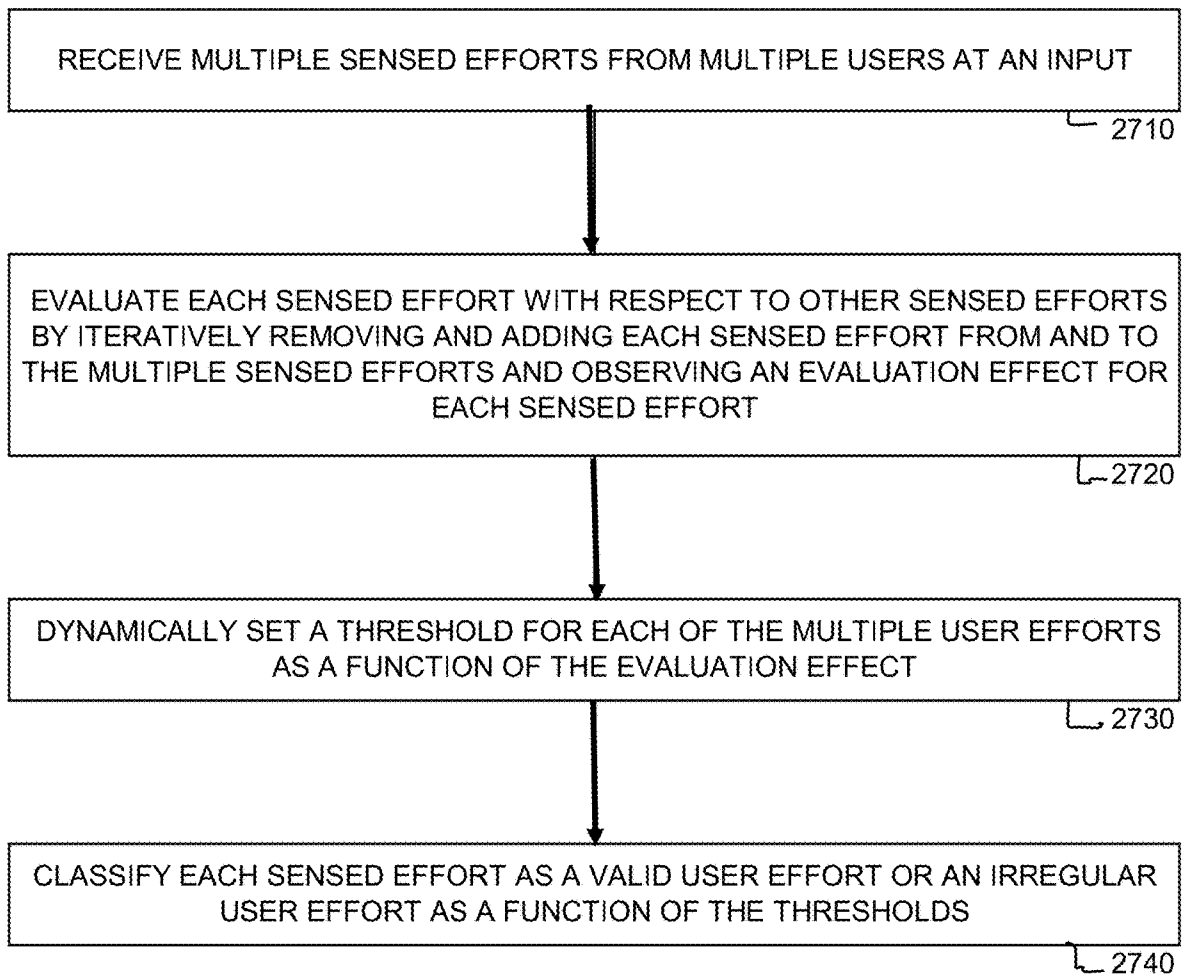 RECEIVE MULTIPLE SENSED EFFORTS FROM MULTIPLE USERS AT AN INPUT
2710
EVALUATE EACH SENSED EFFORT WITH RESPECT TO OTHER SENSED EFFORTS
BY ITERATIVELY REMOVING AND ADDING EACH SENSED EFFORT FROM AND TO
THE MULTIPLE SENSED EFFORTS AND OBSERVING AN EVALUATION EFFECT FOR
EACH SENSED EFFORT
2720
DYNAMICALLY SET A THRESHOLD FOR EACH OF THE MULTIPLE USER EFFORTS
AS A FUNCTION OF THE EVALUATION EFFECT
2730
CLASSIFY EACH SENSED EFFORT AS A VALID USER EFFORT OR AN IRREGULAR
USER EFFORT AS A FUNCTION OF THE THRESHOLDS
2740